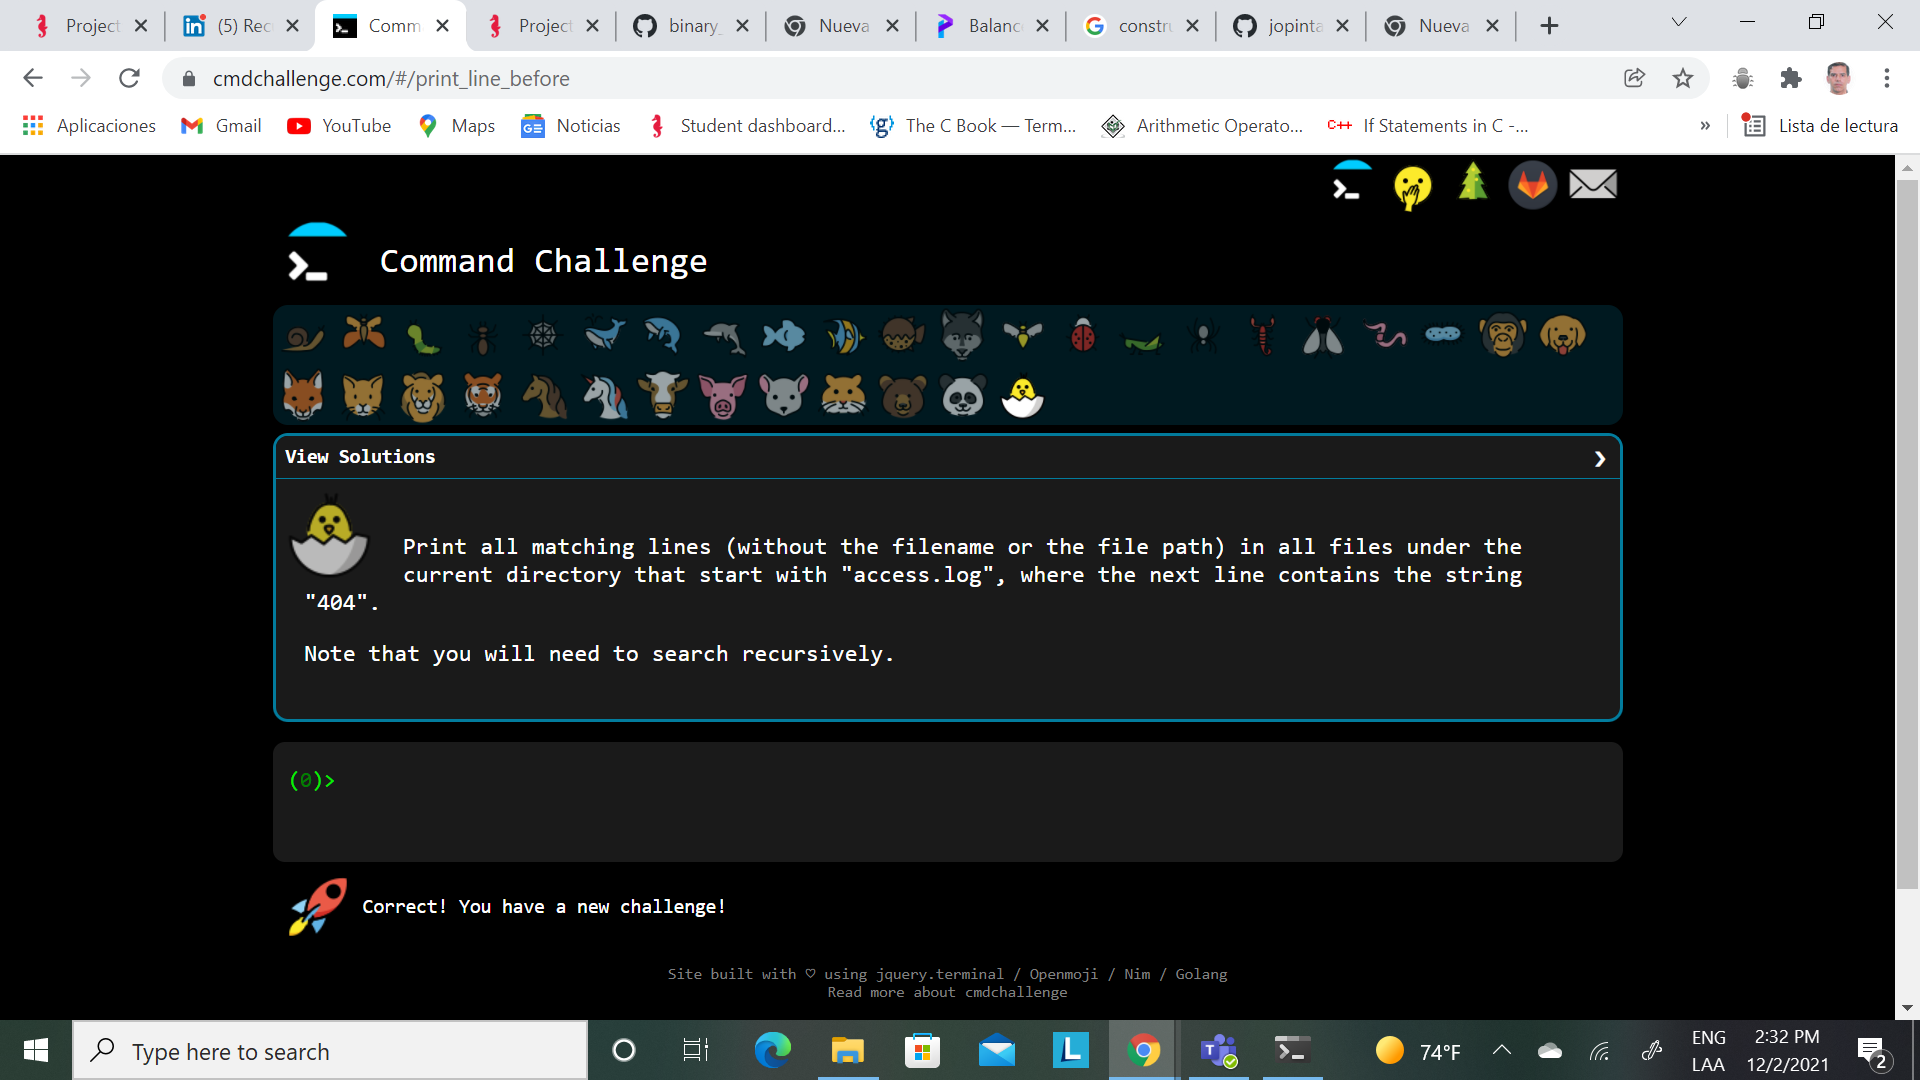 Project
(5) Rec
Comm
Project
binary_
Nueva
Balance
constru
jopinta
Nueva
cmdchallenge.com/#/print_line_before
Aplicaciones
Gmail
YouTube
Maps
Noticias
Student dashboard...
The C Book — Term...
Arithmetic Operato...
If Statements in C -...
»
Lista de lectura
Command Challenge
View Solutions
Print all matching lines (without the filename or the file path) in all files under the
current directory that start with "access.log", where the next line contains the string
"404".
Note that you will need to search recursively.
(0)>
Correct! You have a new challenge!
Site built with ♡ using jquery.terminal / Openmoji / Nim / Golang
Read more about cmdchallenge
Type here to search
74°F
ENG
LAA
2:32 PM
12/2/2021
2